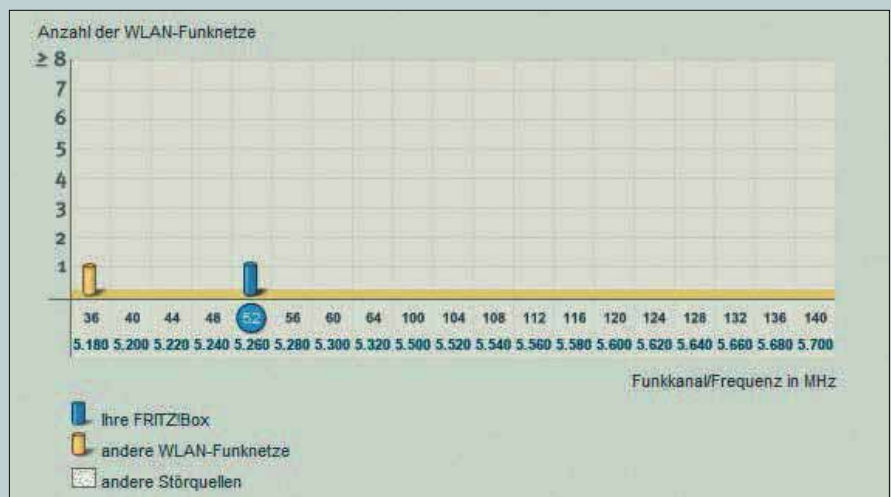 Anzahl der WLAN-Funknetze
≥ 8
7
6
5
4
3
2
1
36 40 44 48 52 56 60 64 100 104 108 112 116 120 124 128 132 136 140
5.180 5.200 5.220 5.240 5.260 5.280 5.300 5.320 5.500 5.520 5.540 5.560 5.580 5.600 5.620 5.640 5.660 5.680 5.700
Funkkanal/Frequenz in MHz
Ihre FRITZ!Box
andere WLAN-Funknetze
andere Störquellen